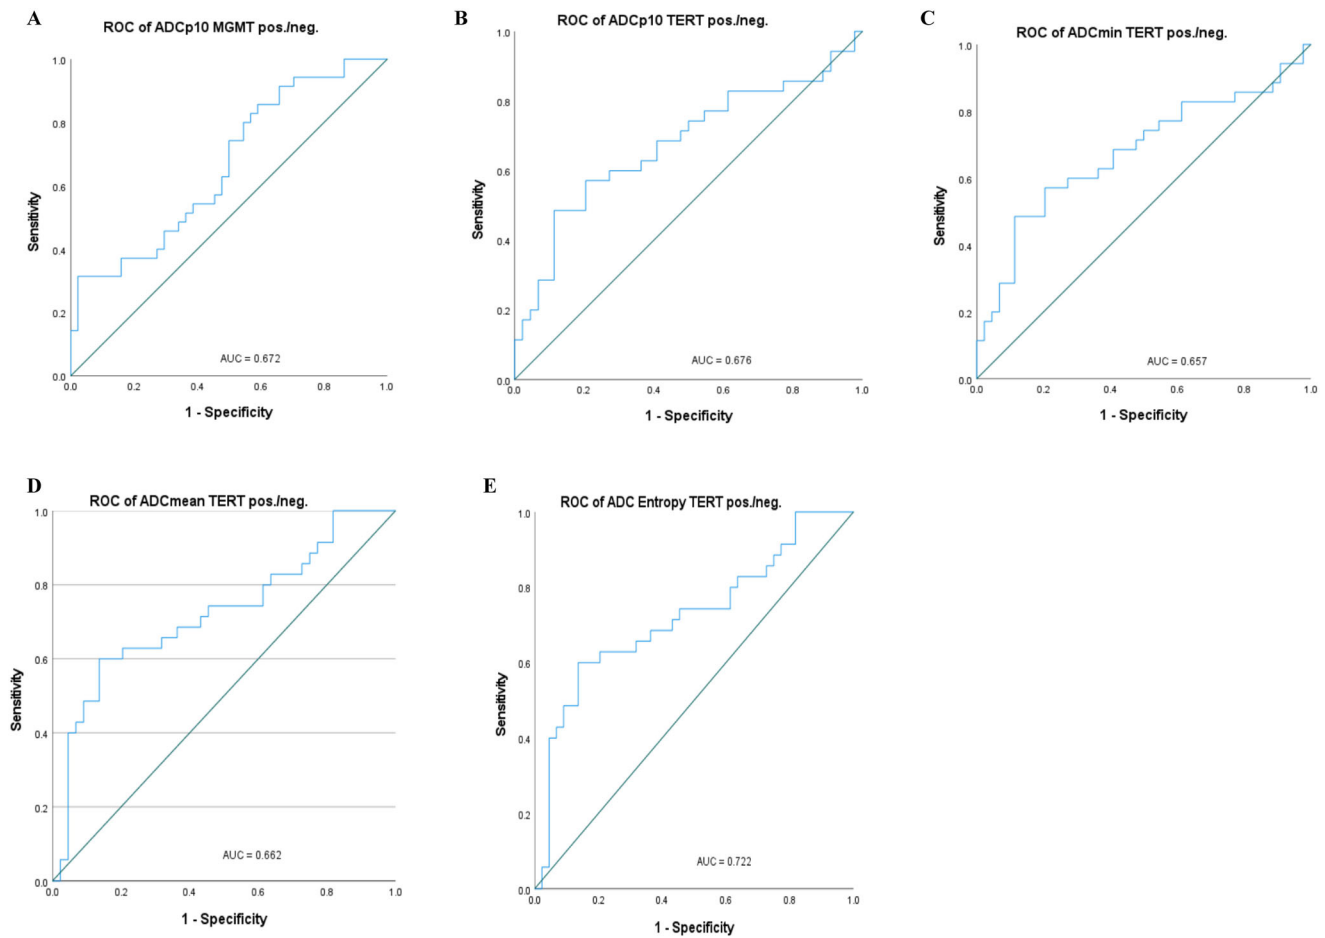 A
ROC of ADCp10 MGMT pos./neg.
1.0
0.8
0.6
0.4
0.2
0.0
Sensitivity
AUC = 0.672
0.0 0.2 0.4 0.6 0.8 1.0
1 - Specificity
B
ROC of ADCp10 TERT pos./neg.
1.0
0.8
0.6
0.4
0.2
0.0
Sensitivity
AUC = 0.676
0.0 0.2 0.4 0.6 0.8 1.0
1 - Specificity
C
ROC of ADCmin TERT pos./neg.
1.0
0.8
0.6
0.4
0.2
0.0
Sensitivity
AUC = 0.657
0.0 0.2 0.4 0.6 0.8 1.0
1 - Specificity
D
ROC of ADCmean TERT pos./neg.
1.0
0.8
0.6
0.4
0.2
0.0
Sensitivity
AUC = 0.662
0.0 0.2 0.4 0.6 0.8 1.0
1 - Specificity
E
ROC of ADC Entropy TERT pos./neg.
1.0
0.8
0.6
0.4
0.2
0.0
Sensitivity
AUC = 0.722
0.0 0.2 0.4 0.6 0.8 1.0
1 - Specificity